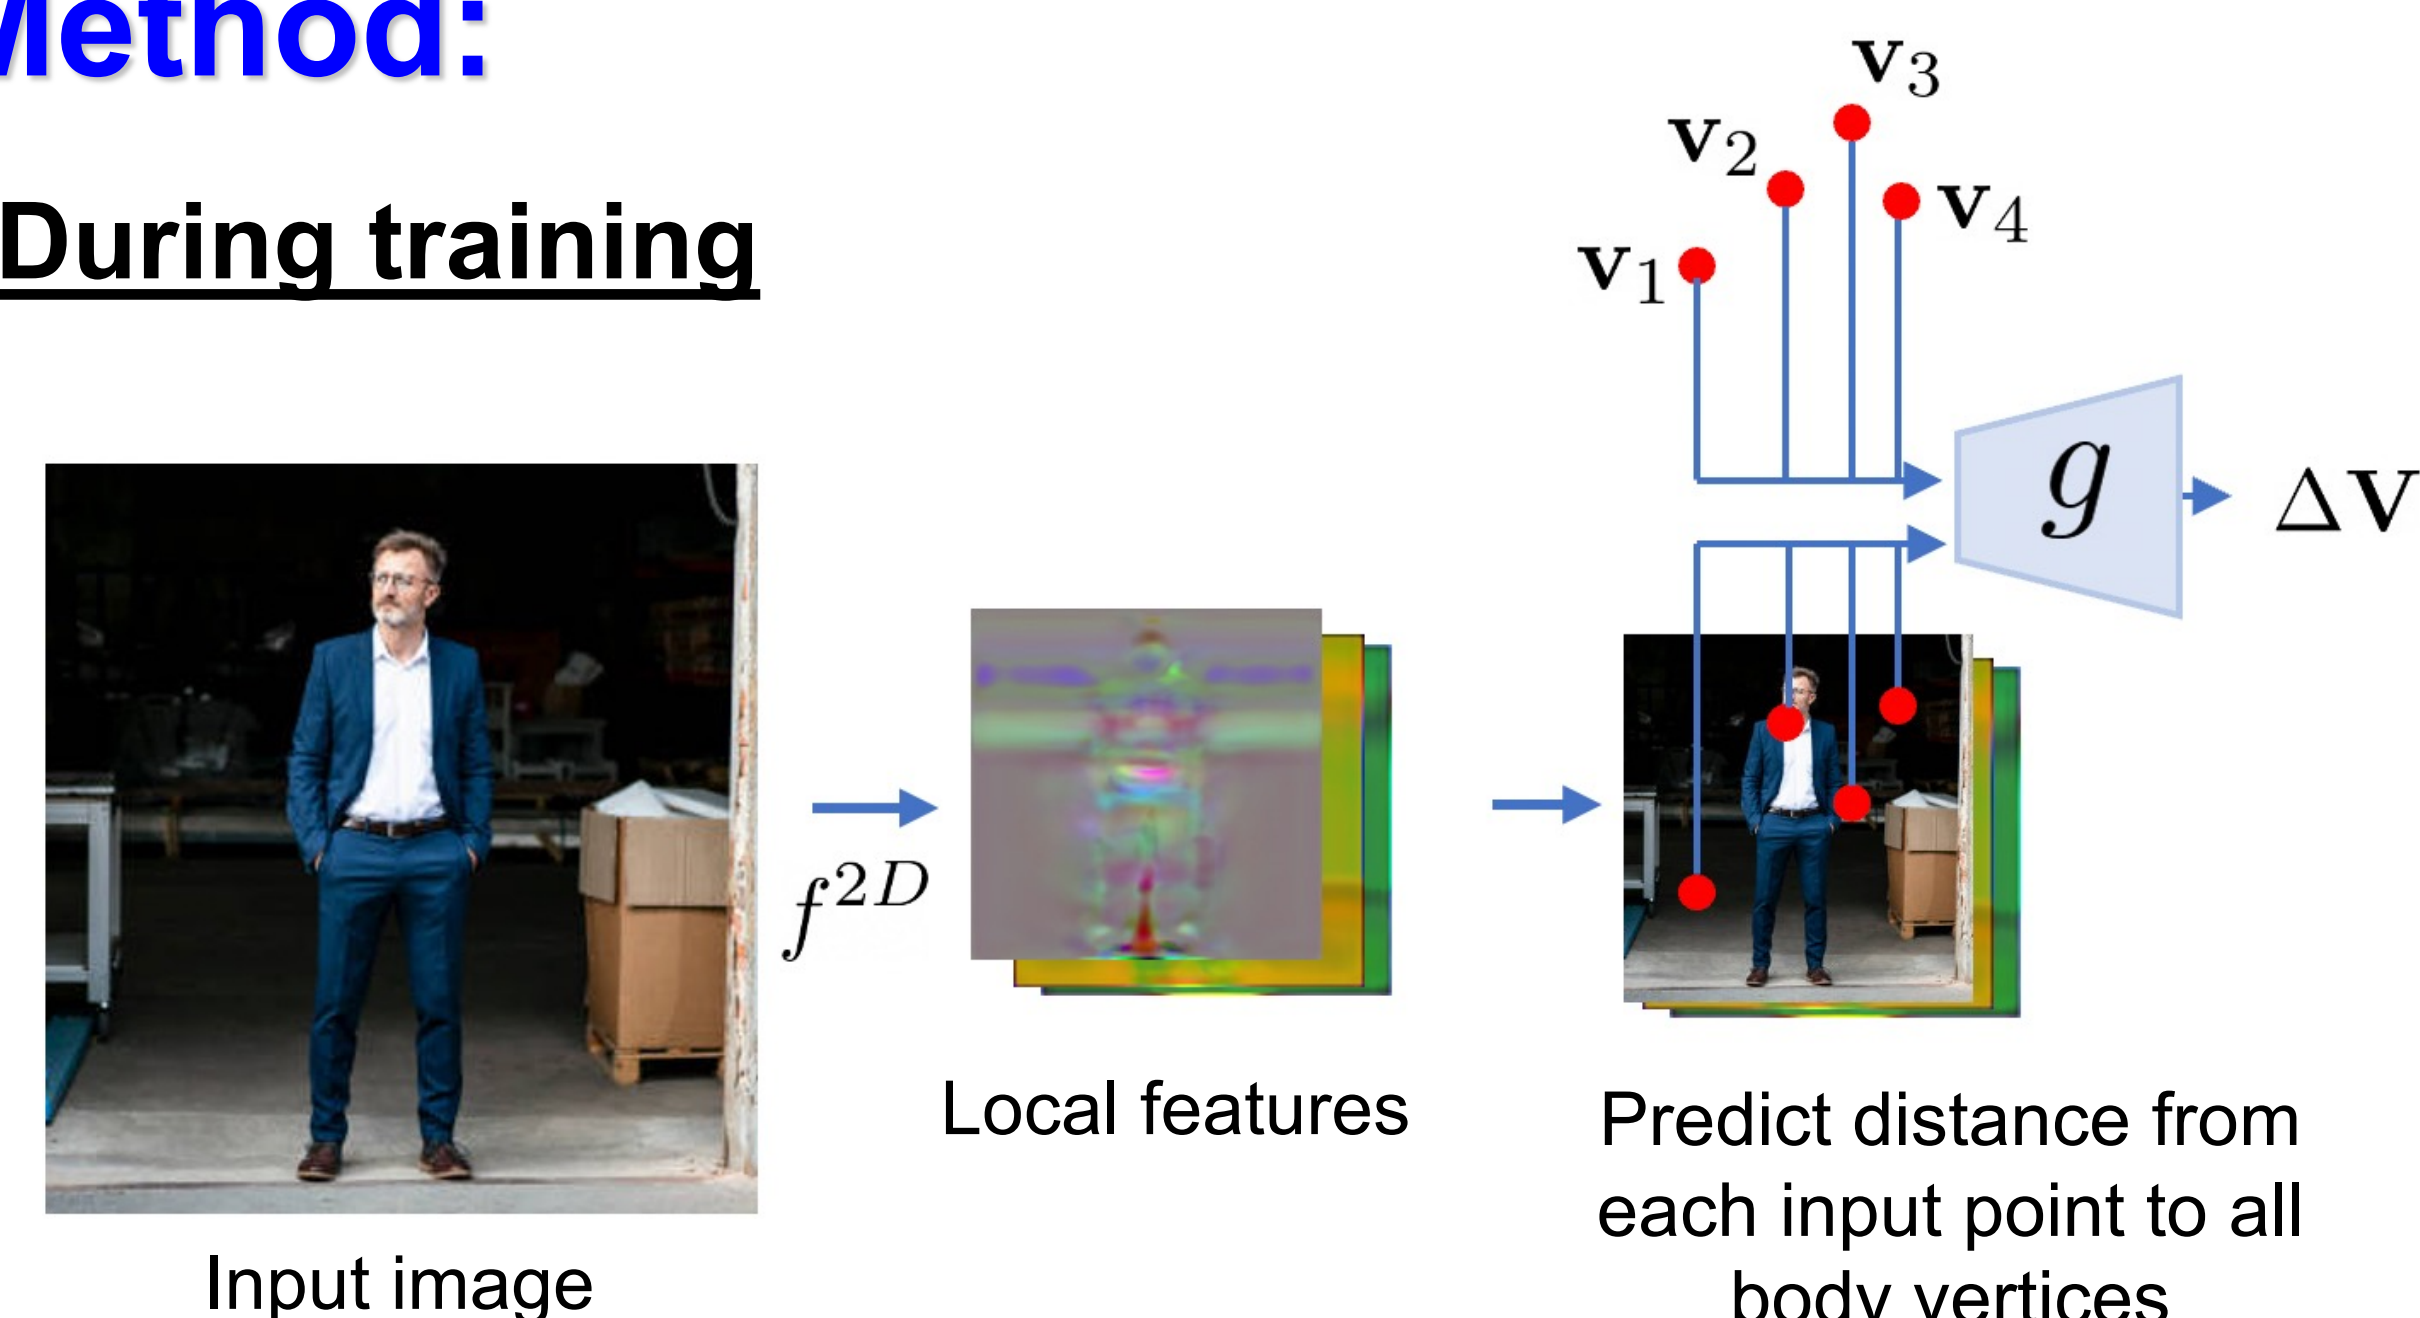 Method:
During training
v3
v2
v4
v1
g
ΔV
f2D
Local features
Predict distance from
each input point to all
body vertices
Input image